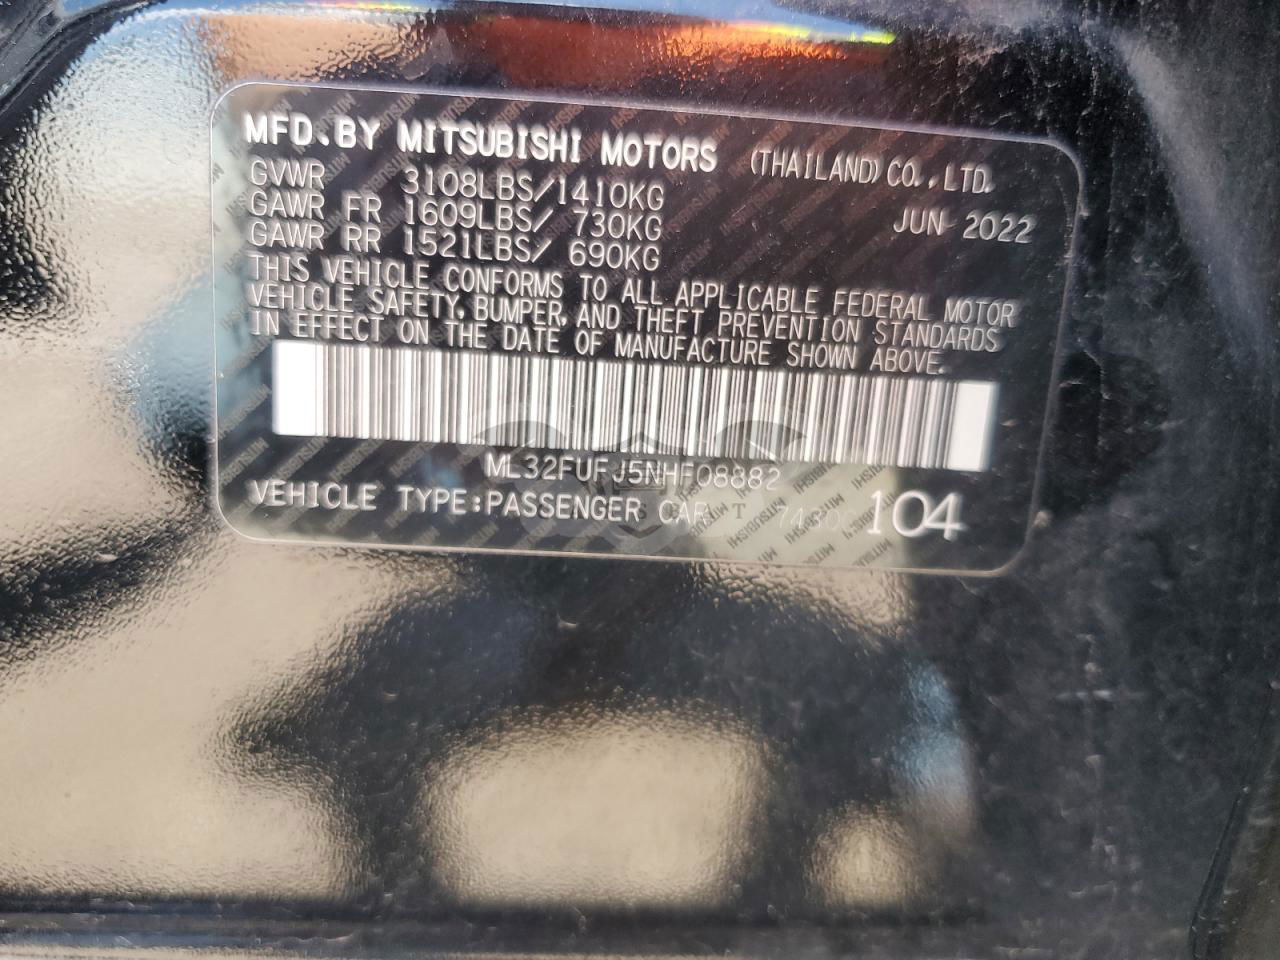 MFD.BY MITSUBISHI MOTORS (THAILAND)CO.,LTD.
GVWR 3108LBS/1410KG JUN 2022
GAWR FR 1609LBS/ 730KG
GAWR RR 1521LBS/ 690KG
THIS VEHICLE CONFORMS TO ALL APPLICABLE FEDERAL MOTOR
VEHICLE SAFETY, BUMPER, AND THEFT PREVENTION STANDARDS
IN EFFECT ON THE DATE OF MANUFACTURE SHOWN ABOVE.
ML32FUFJ5NHF08882
VEHICLE TYPE:PASSENGER CAR 104